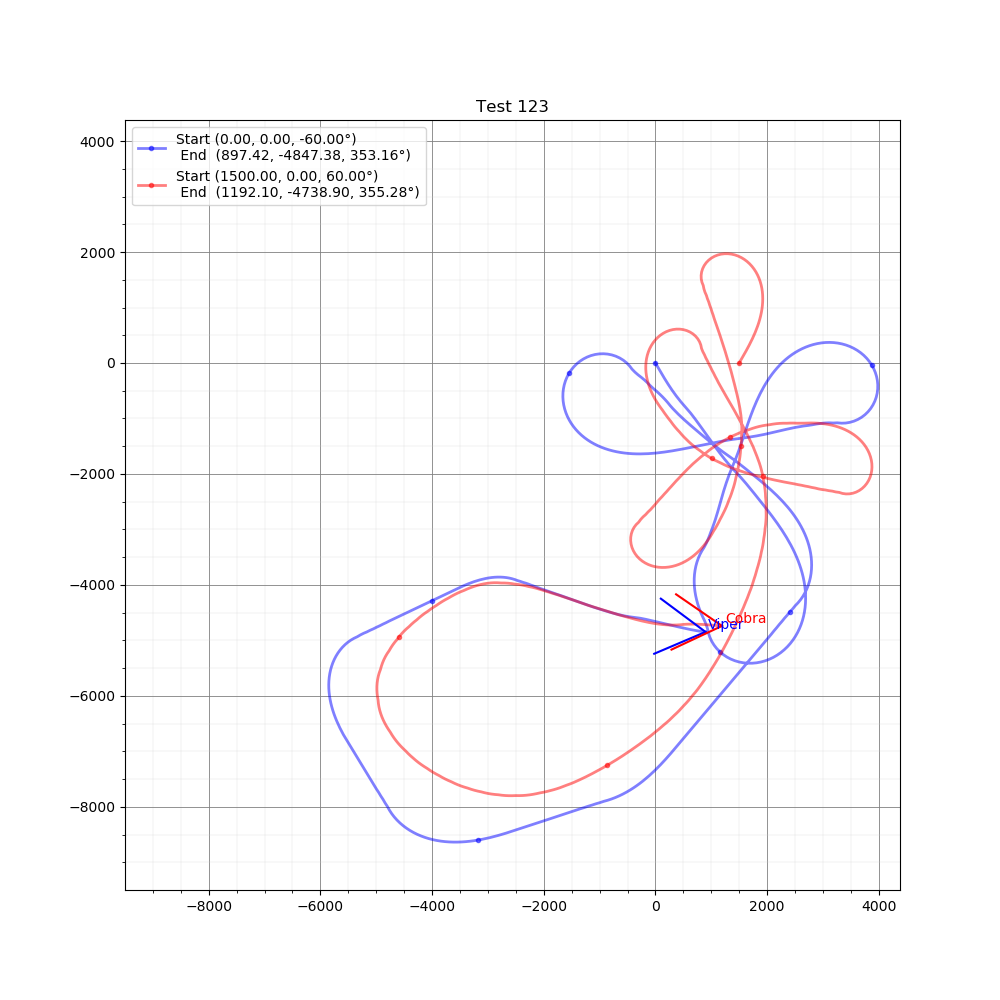 Test 123
Start (0.00, 0.00, -60.00°)
End (897.42, -4847.38, 353.16°)
Start (1500.00, 0.00, 60.00°)
End (1192.10, -4738.90, 355.28°)
4000
2000
0
−2000
−4000
−6000
−8000
Cobra
Viper
−8000 −6000 −4000 −2000 0 2000 4000